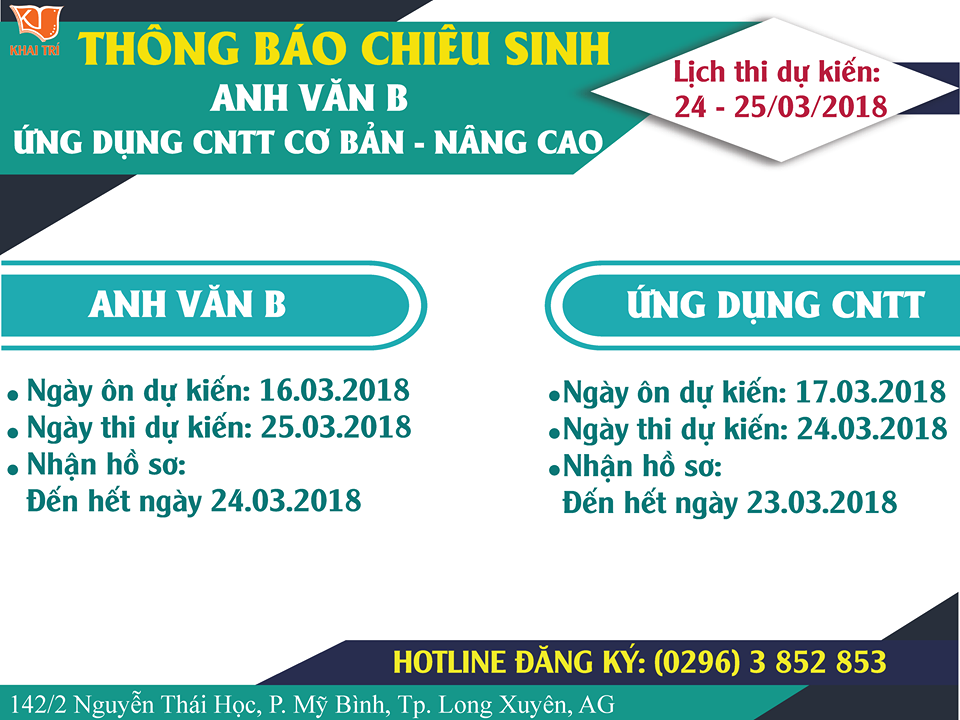 KHAI TRÍ
THÔNG BÁO CHIÊU SINH
ANH VĂN B
ỨNG DỤNG CNTT CƠ BẢN - NÂNG CAO
Lịch thi dự kiến:
24 - 25/03/2018
ANH VĂN B
• Ngày ôn dự kiến: 16.03.2018
• Ngày thi dự kiến: 25.03.2018
• Nhận hồ sơ:
Đến hết ngày 24.03.2018
ỨNG DỤNG CNTT
• Ngày ôn dự kiến: 17.03.2018
• Ngày thi dự kiến: 24.03.2018
• Nhận hồ sơ:
Đến hết ngày 23.03.2018
HOTLINE ĐĂNG KÝ: (0296) 3 852 853
142/2 Nguyễn Thái Học, P. Mỹ Bình, Tp. Long Xuyên, AG